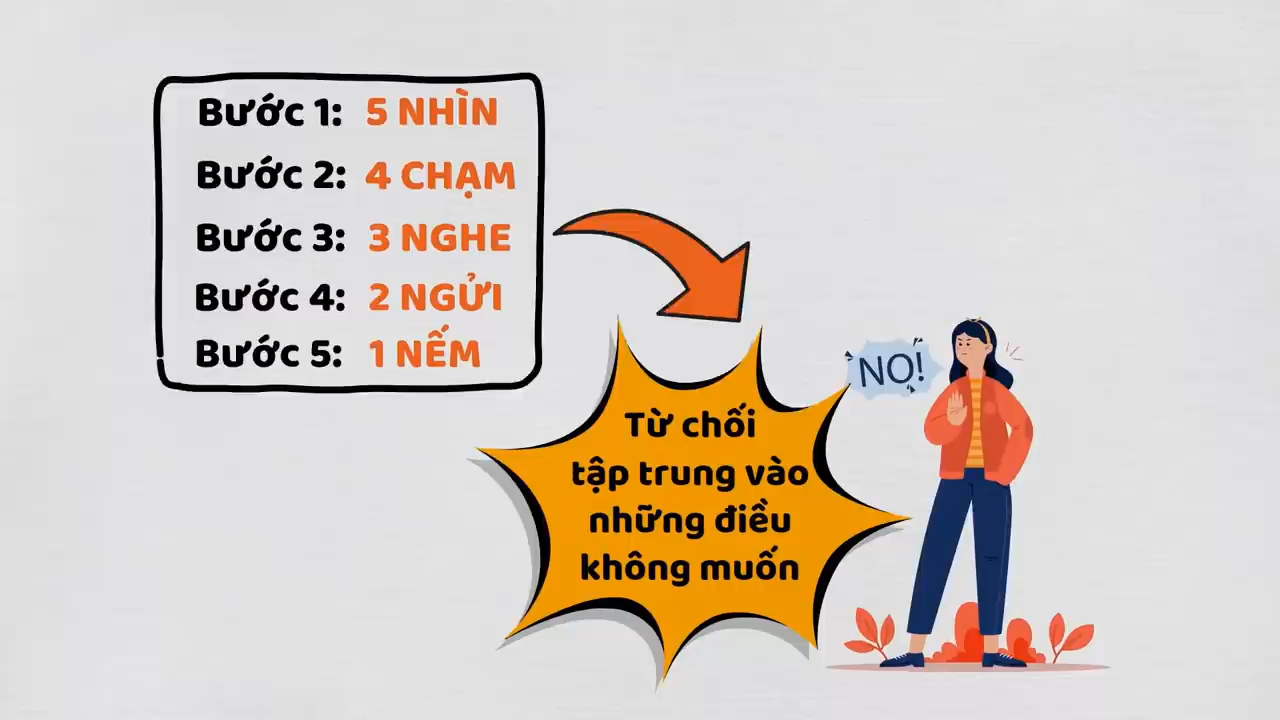 Bước 1: 5 NHÌN
Bước 2: 4 CHẠM
Bước 3: 3 NGHE
Bước 4: 2 NGỬI
Bước 5: 1 NẾM
Từ chối
tập trung vào
những điều
không muốn
NO!